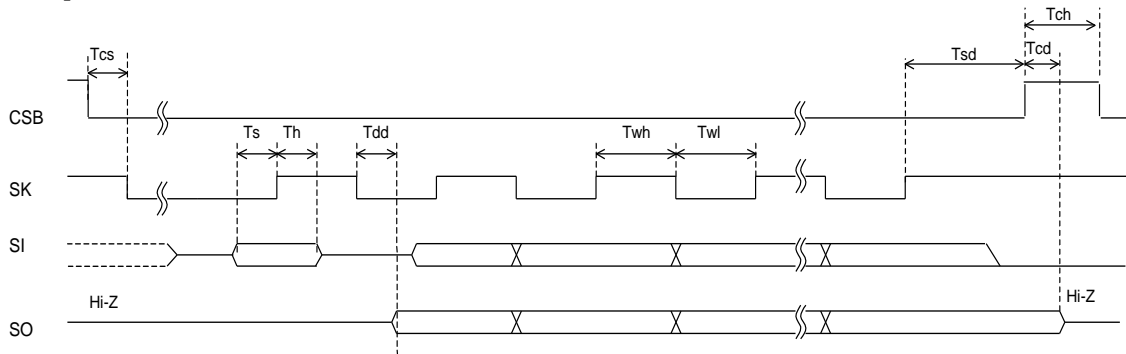 Tch
Tcs
Tsd
Tcd
CSB
Ts
Th
Tdd
Twh
Twl
SK
SI
Hi-Z
Hi-Z
SO